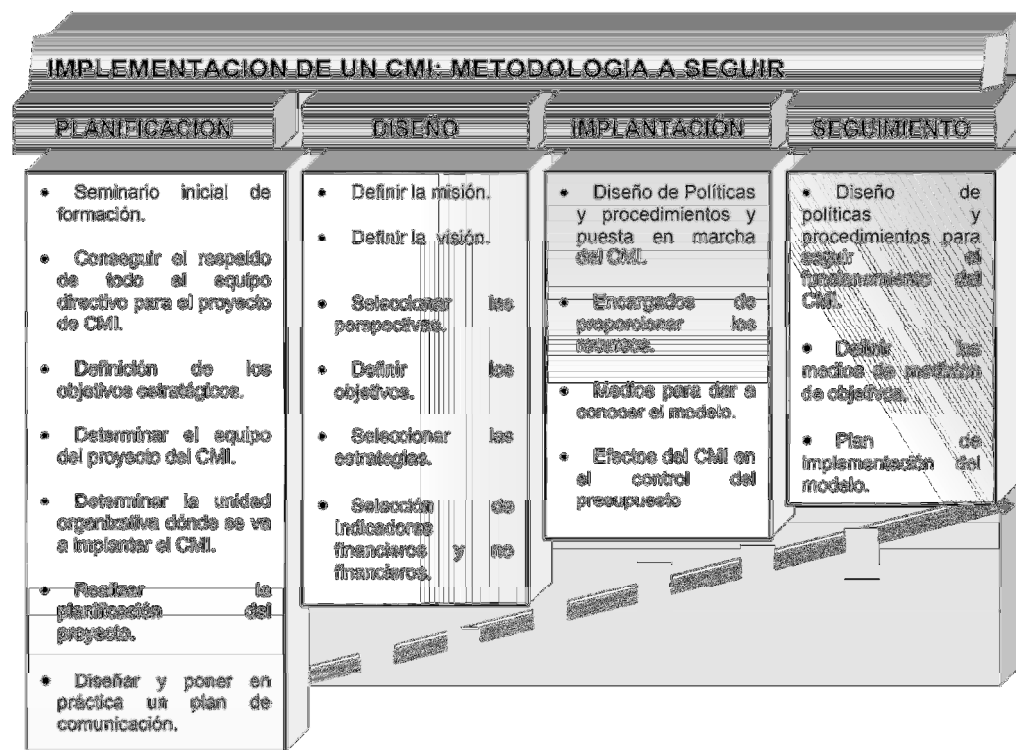 IMPLEMENTACION DE UN CMI: METODOLOGIA A SEGUIR
PLANIFICACION
• Seminario inicial de
formación.
• Conseguir el respaldo
de todo el equipo
directivo para el proyecto
de CMI.
• Definición de los
objetivos estratégicos.
• Determinar el equipo
del proyecto del CMI.
• Determinar la unidad
organizativa dónde se va
a implantar el CMI.
• Realizar la
planificación del
proyecto.
• Diseñar y poner en
práctica un plan de
comunicación.
DISEÑO
• Definir la misión.
• Definir la visión.
• Seleccionar las
perspectivas.
• Definir los
objetivos.
• Seleccionar las
estrategias.
• Selección de
Indicadores
financieros y no
financieros.
IMPLANTACIÓN
• Diseño de Políticas
y procedimientos y
puesta en marcha
del CMI.
• Encargados de
proporcionar los
recursos.
• Medios para dar a
conocer el modelo.
• Efectos del CMI en
el control del
presupuesto
SEGUIMIENTO
• Diseño de
políticas y
procedimientos para
seguir el
funcionamiento del
CMI.
• Definir los
medios de medición
de objetivos.
• Plan de
implementación del
modelo.